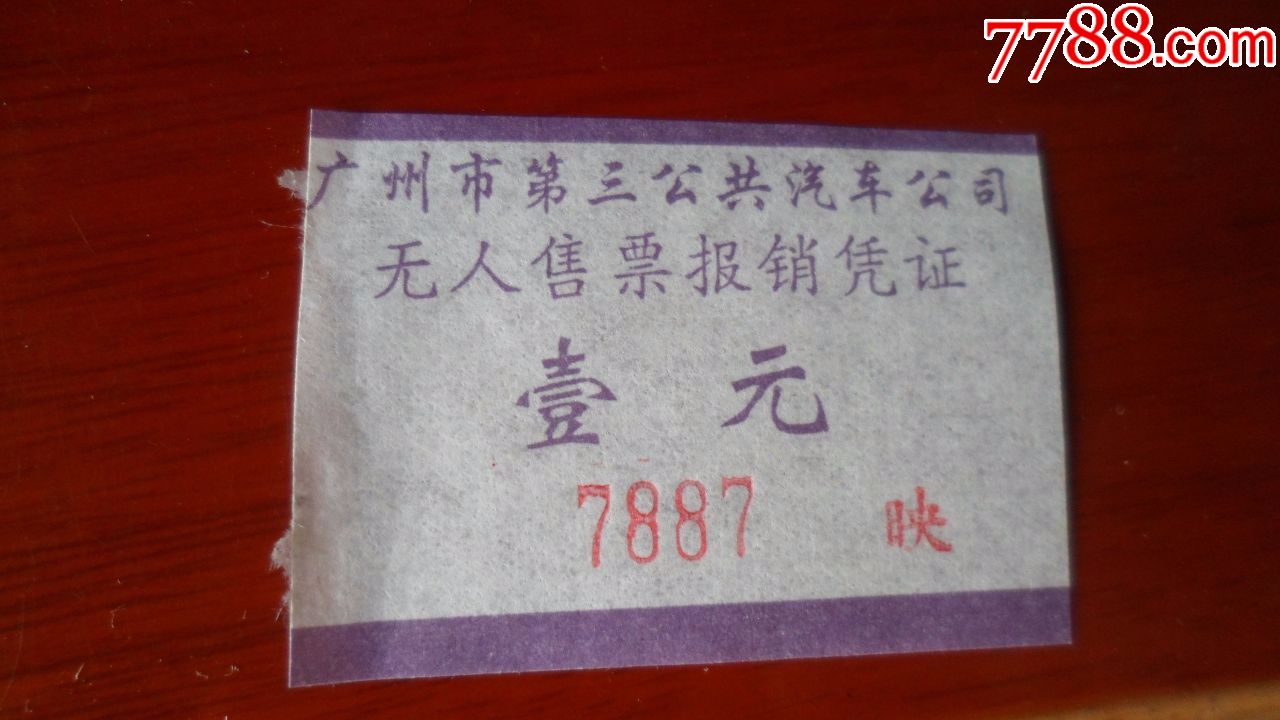 7788.com
广州市第三公共汽车公司
无人售票报销凭证
壹元
7887 映